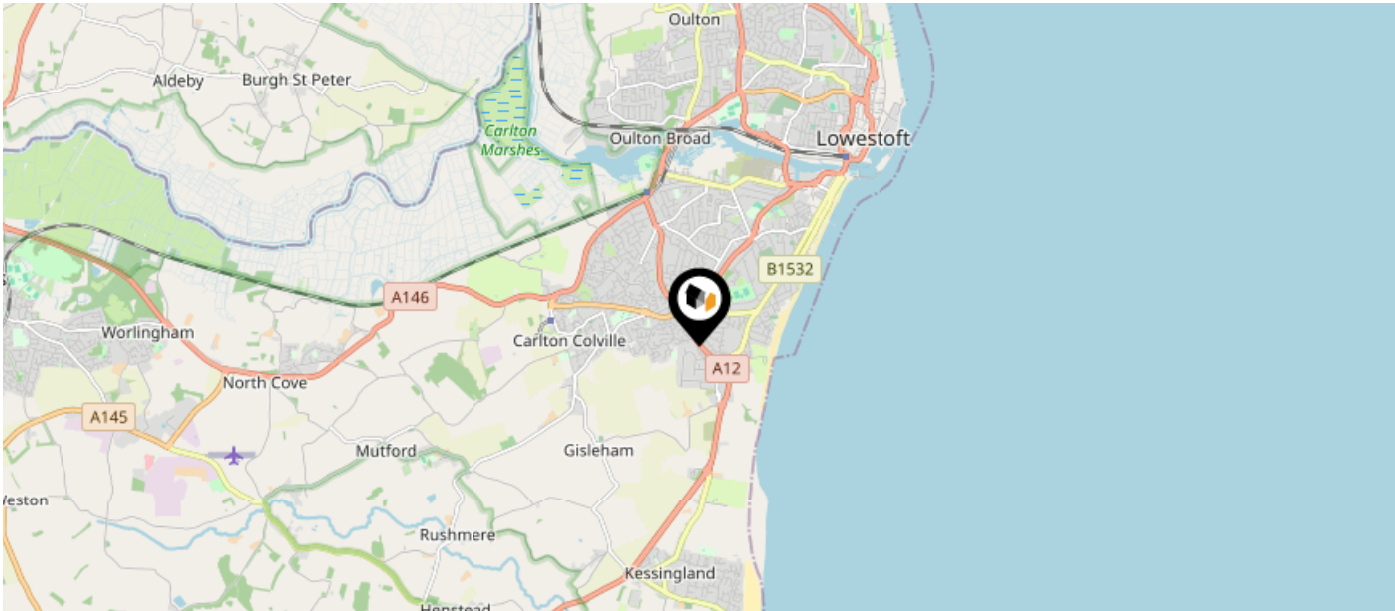 Oulton
Aldeby
Burgh St Peter
Carlton
Marshes
Oulton Broad
Lowestoft
B1532
A146
Worlingham
Carlton Colville
A12
North Cove
A145
Mutford
Gisleham
Rushmere
Kessingland
Henstead